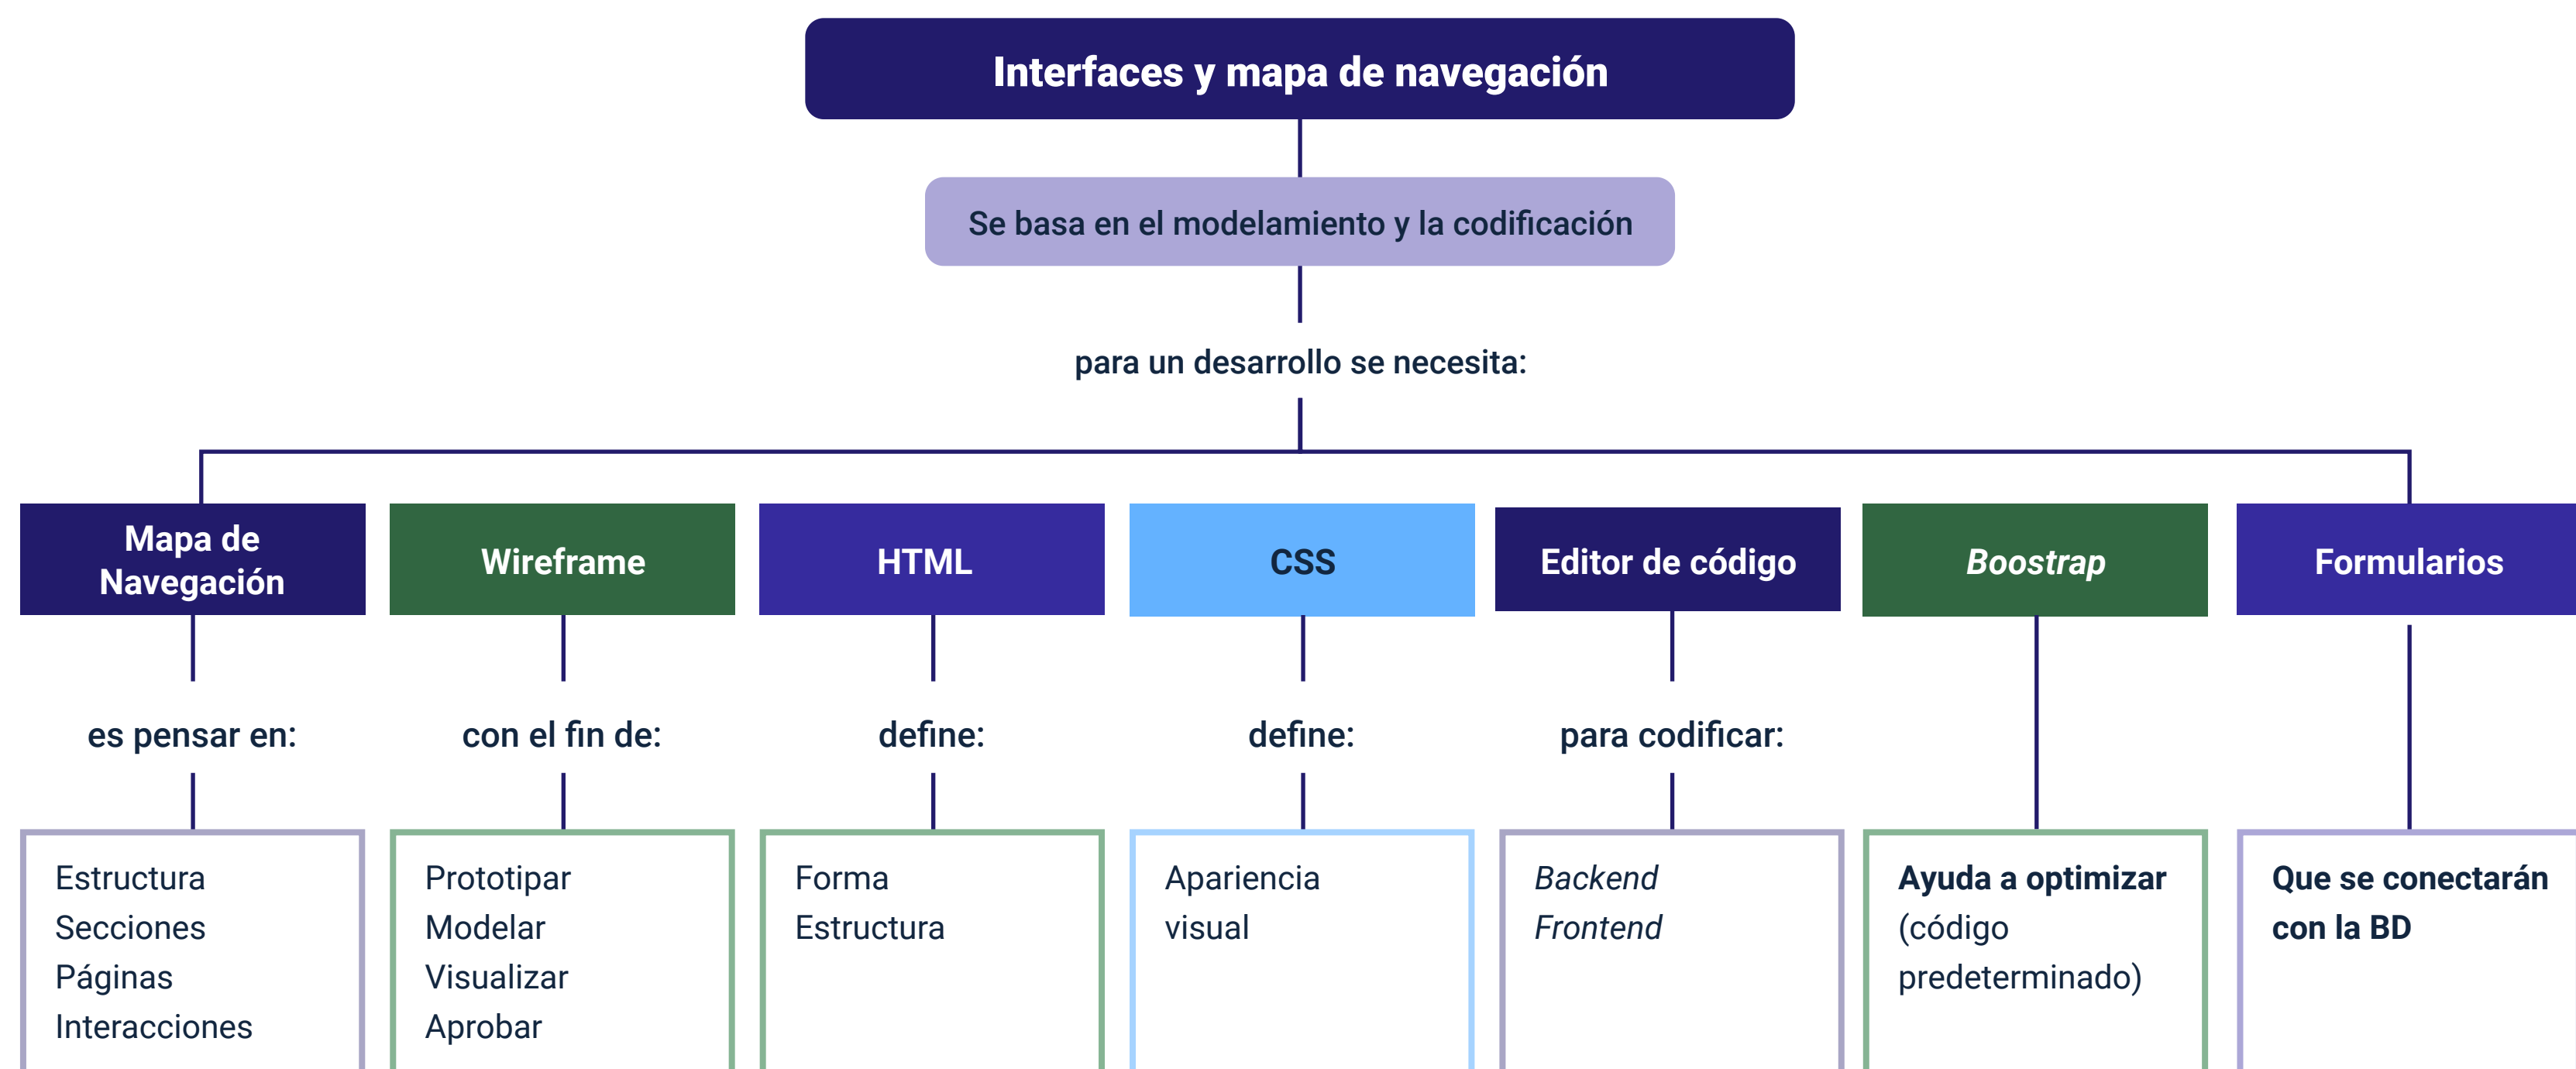 Interfaces y mapa de navegación
Se basa en el modelamiento y la codificación
para un desarrollo se necesita:
Mapa de
Navegación
Wireframe
HTML
CSS
Editor de código
Boostrap
Formularios
es pensar en:
con el fin de:
define:
define:
para codificar:
Estructura
Secciones
Páginas
Interacciones
Prototipar
Modelar
Visualizar
Aprobar
Forma
Estructura
Apariencia
visual
Backend
Frontend
Ayuda a optimizar
(código
predeterminado)
Que se conectarán
con la BD